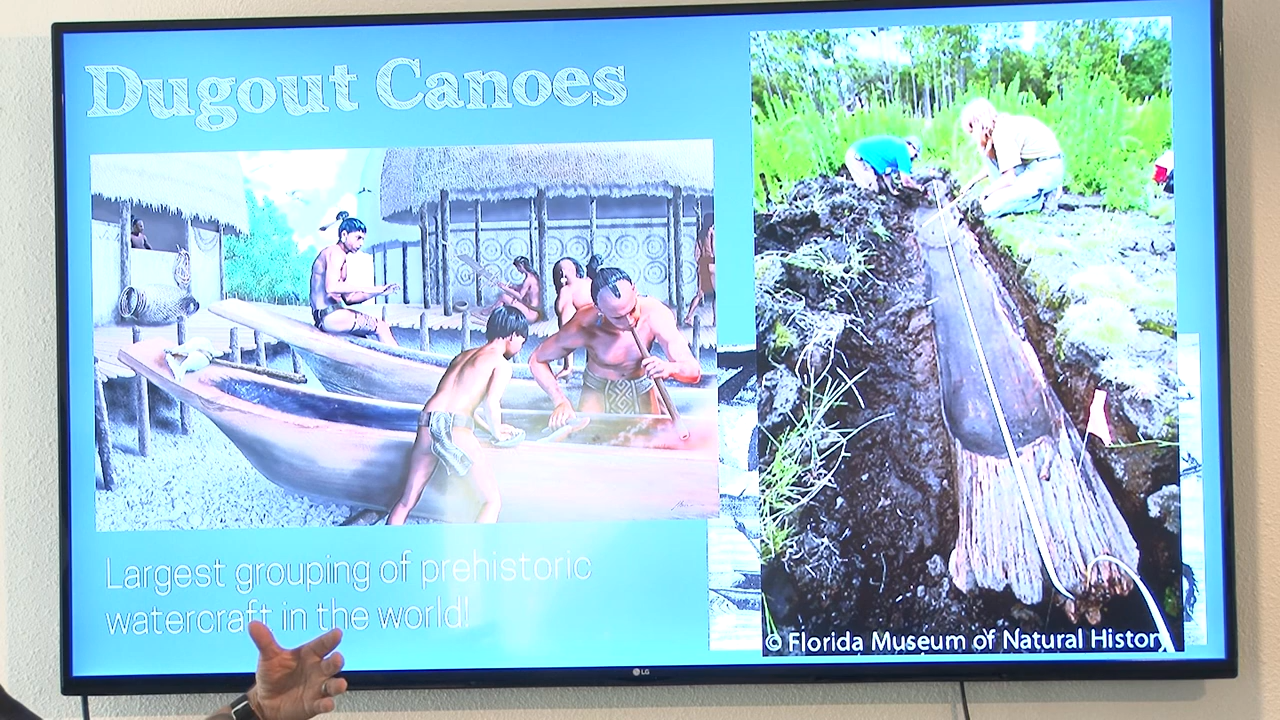 Dugout Canoes
Largest grouping of prehistoric
watercraft in the world!
© Florida Museum of Natural History
LG